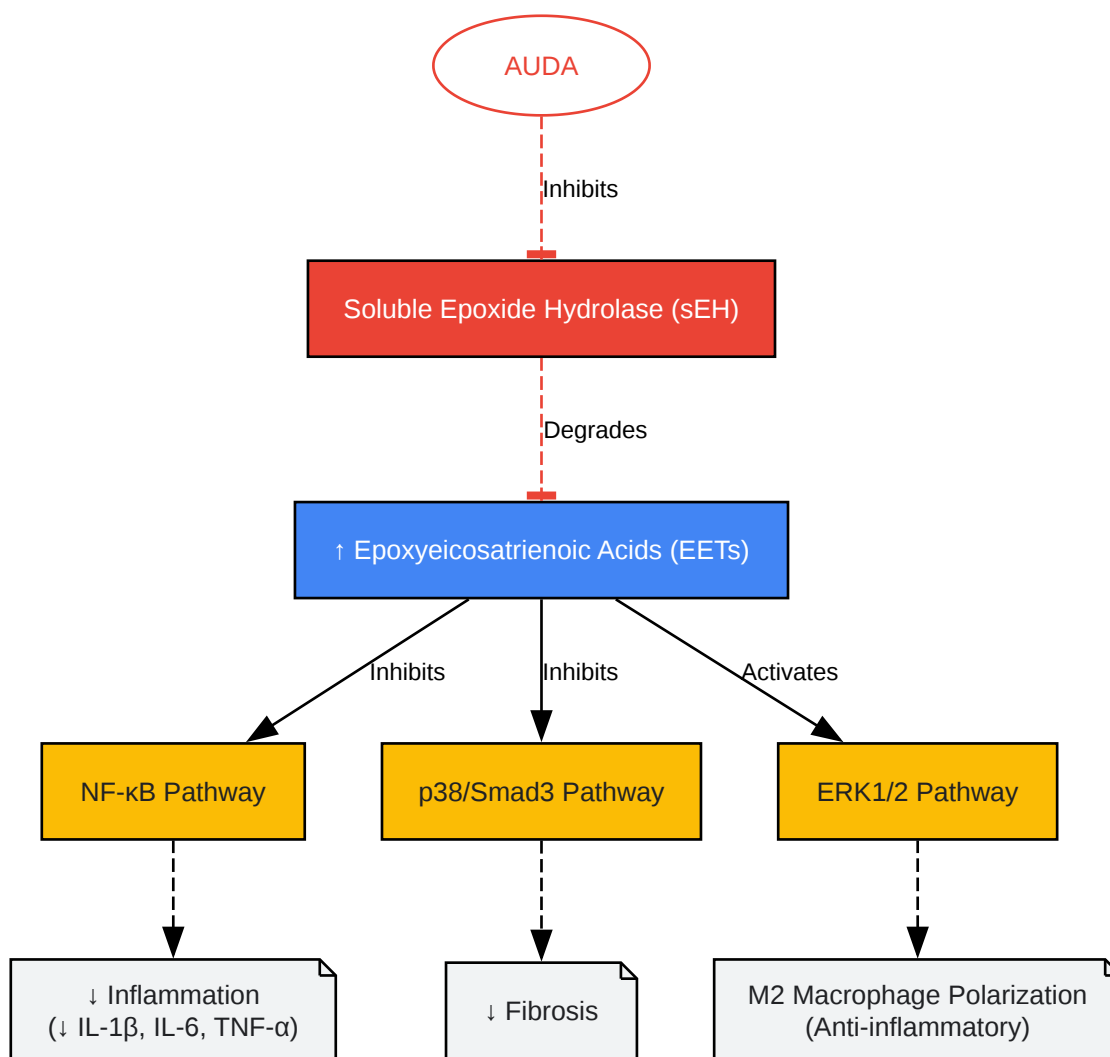 AUDA
Inhibits
Soluble Epoxide Hydrolase (sEH)
Degrades
↑ Epoxyeicosatrienoic Acids (EETs)
Inhibits
Inhibits
Activates
NF-κB Pathway
p38/Smad3 Pathway
ERK1/2 Pathway
↓ Inflammation
(↓ IL-1β, IL-6, TNF-α)
↓ Fibrosis
M2 Macrophage Polarization
(Anti-inflammatory)